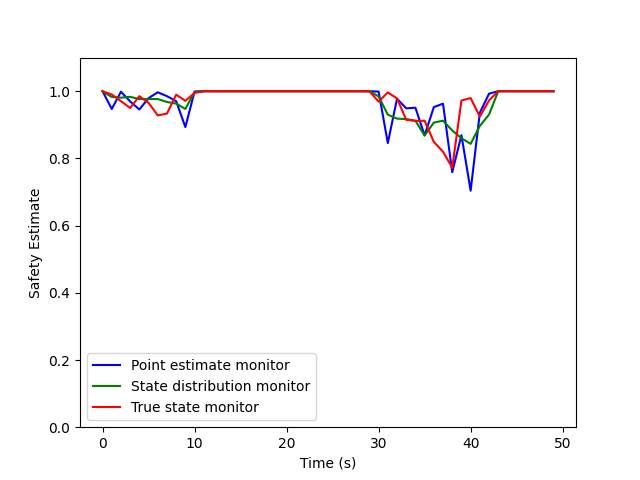 1.0
0.8
0.6
0.4
0.2
0.0
Safety Estimate
Point estimate monitor
State distribution monitor
True state monitor
0 10 20 30 40 50
Time (s)